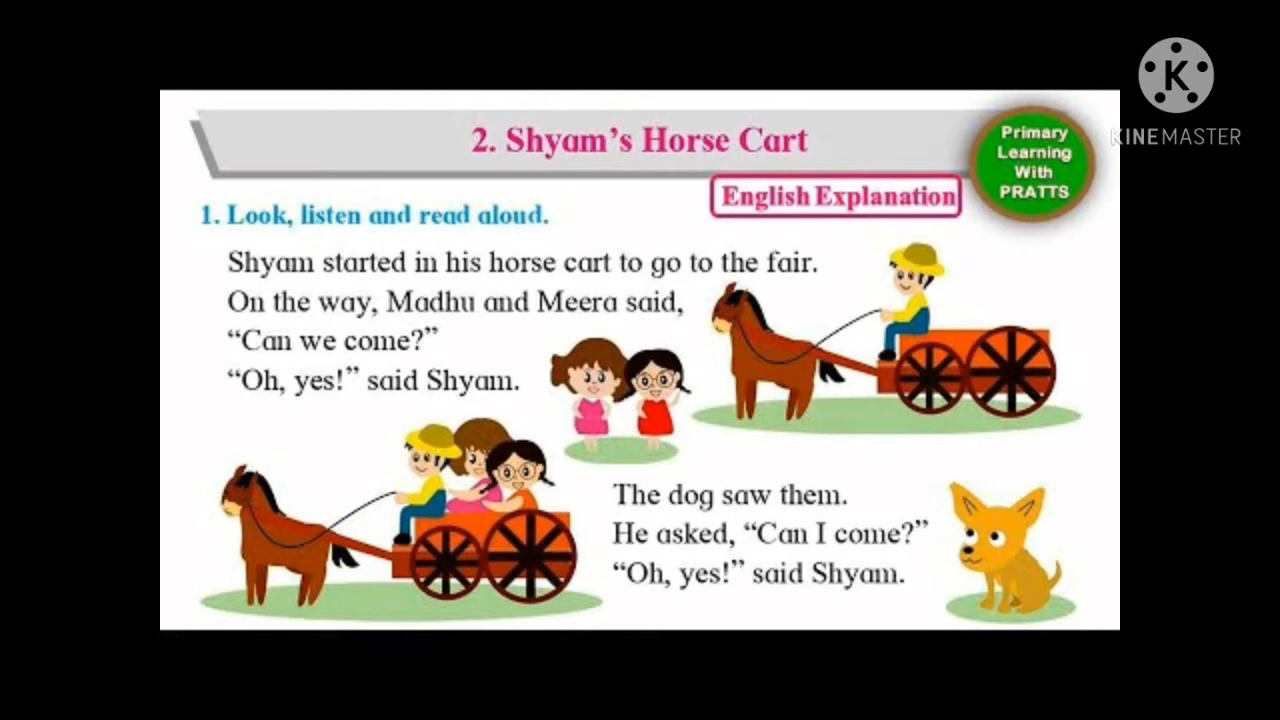 K
KINEMASTER
2. Shyam's Horse Cart
Primary
Learning
With
PRATTS
English Explanation
1. Look, listen and read aloud.
Shyam started in his horse cart to go to the fair.
On the way, Madhu and Meera said,
“Can we come?”
“Oh, yes!” said Shyam.
The dog saw them.
He asked, “Can I come?”
“Oh, yes!” said Shyam.